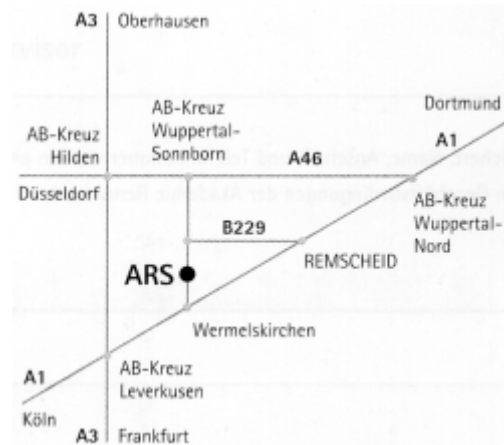 A3 Oberhausen
AB-Kreuz
Wuppertal-
Sonnborn
Dortmund
AB-Kreuz
Hilden
A46
A1
Düsseldorf
AB-Kreuz
Wuppertal-
Nord
B229
REMSCHEID
ARS
Wermelskirchen
AB-Kreuz
Leverkusen
A1
Köln
A3 Frankfurt